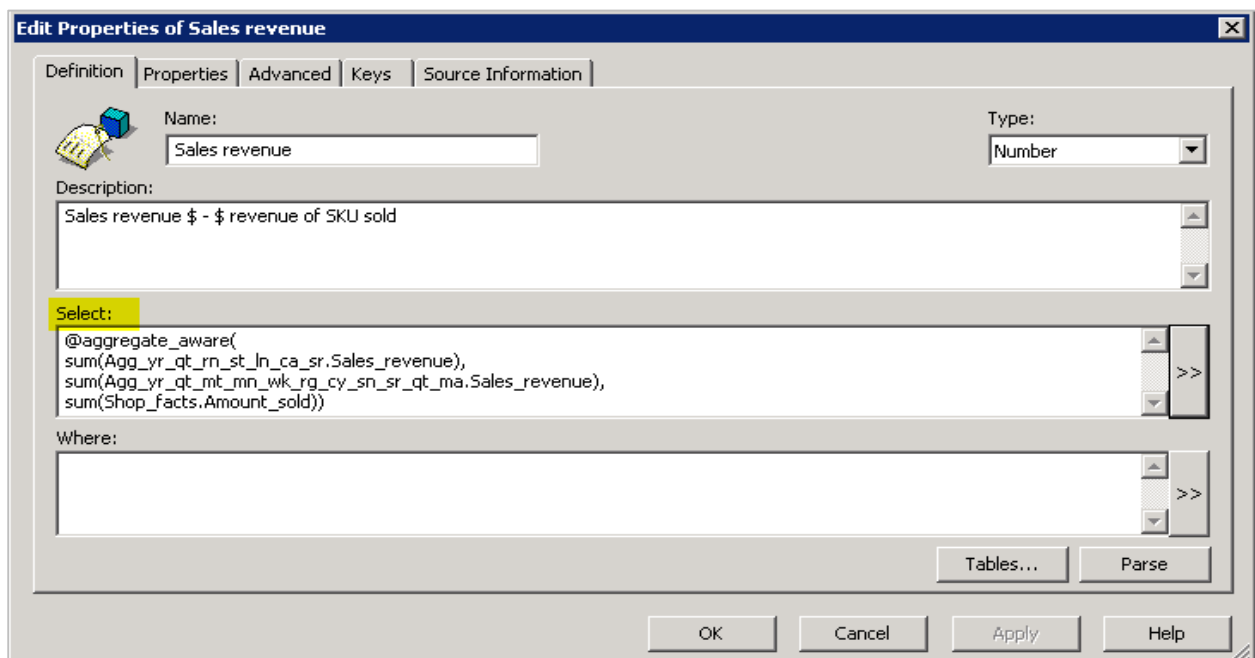 Edit Properties of Sales revenue
Definition Properties Advanced Keys Source Information
Name: Type:
Sales revenue Number
Description:
Sales revenue $ - $ revenue of SKU sold
Select:
@aggregate_aware(
sum(Agg_yr_qt_rn_st_ln_ca_sr.Sales_revenue),
sum(Agg_yr_qt_mt_mn_wk_rg_cy_sn_sr_qt_ma.Sales_revenue),
sum(Shop_facts.Amount_sold))
>>
Where:
>>
Tables... Parse
OK Cancel Apply Help